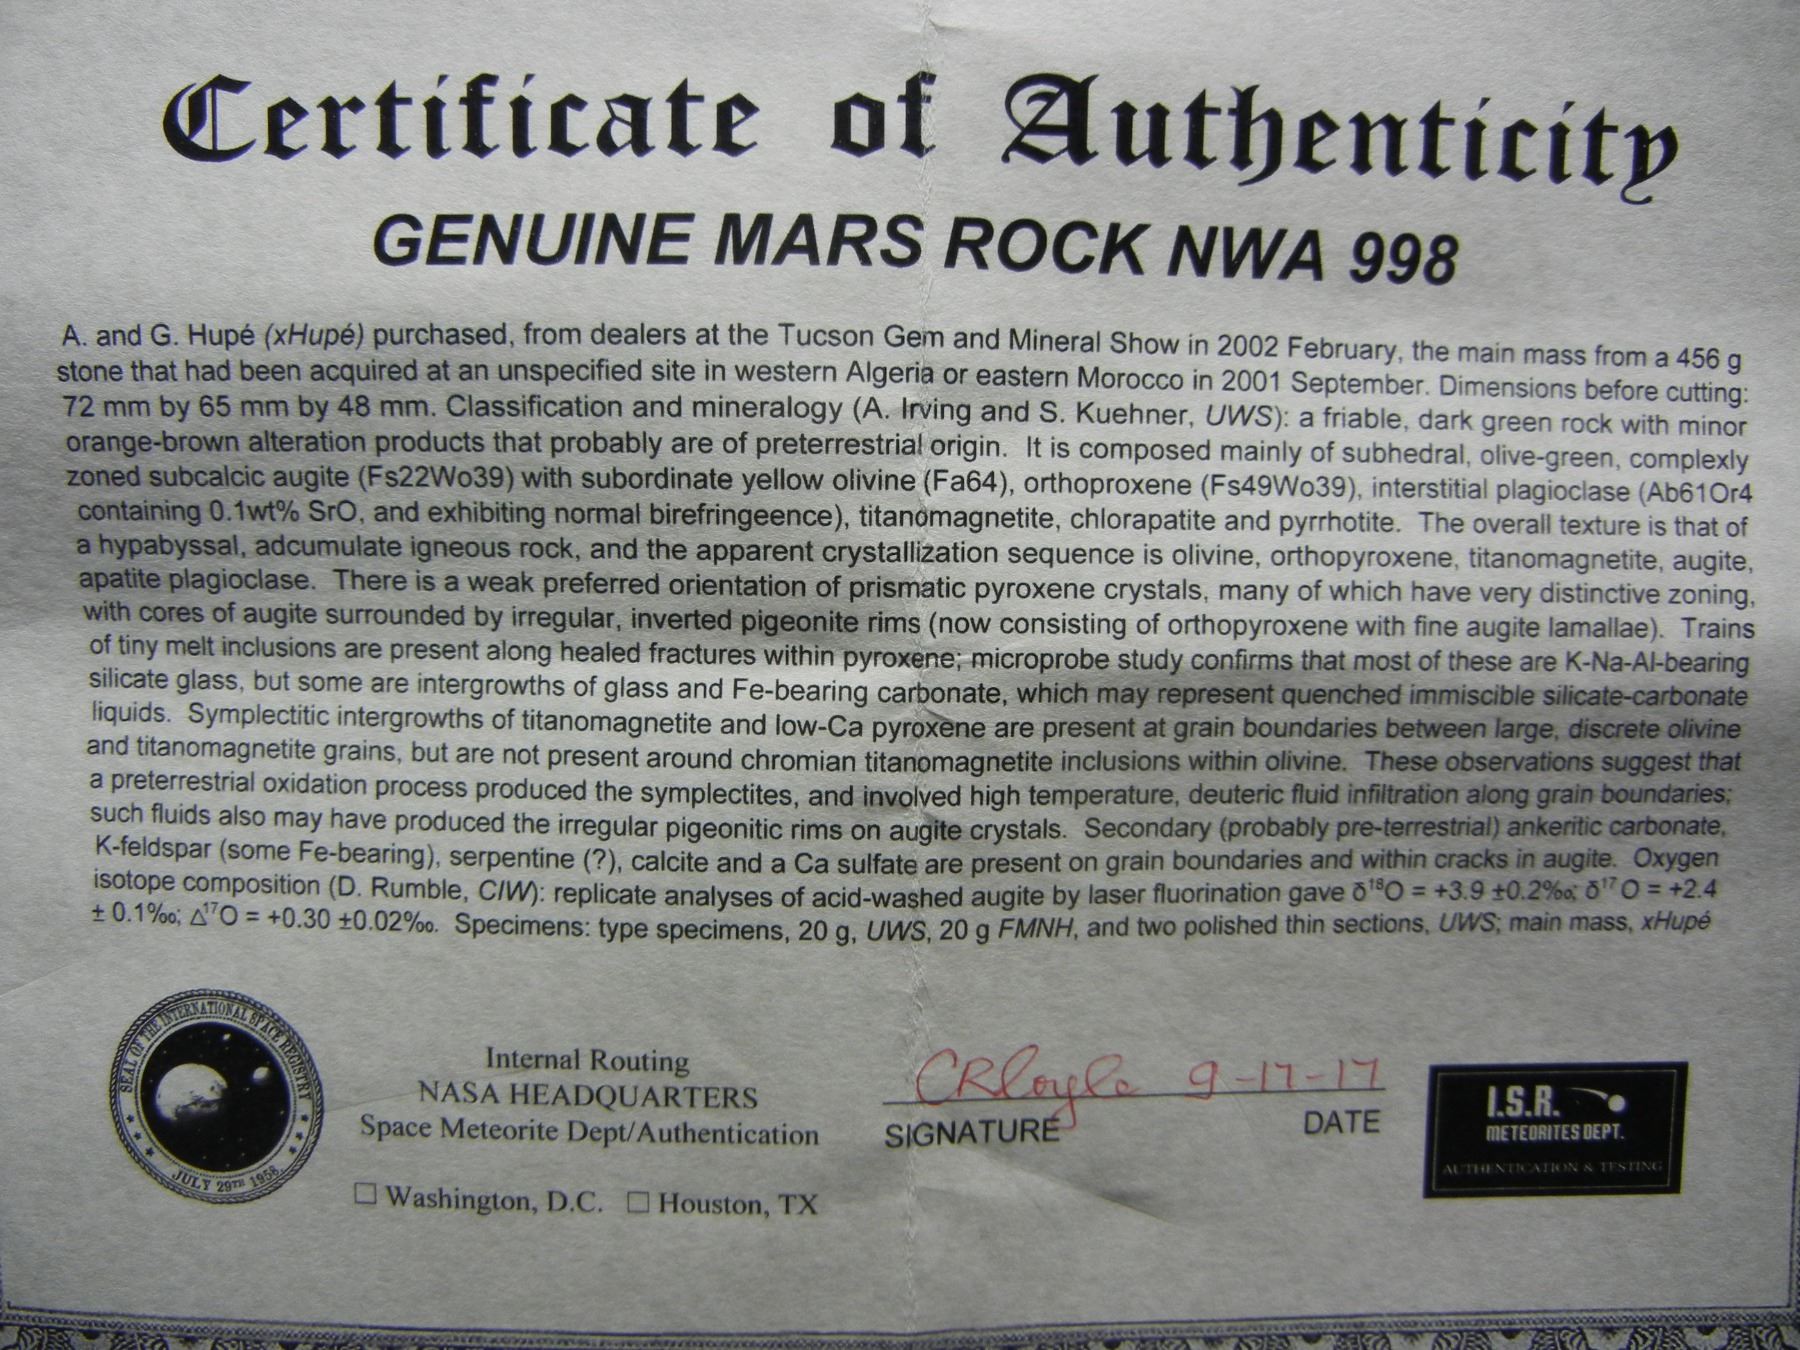 Certificate of Authenticity
GENUINE MARS ROCK NWA 998
A. and G. Hupé (xHupé) purchased, from dealers at the Tucson Gem and Mineral Show in 2002 February, the main mass from a 456 g
stone that had been acquired at an unspecified site in western Algeria or eastern Morocco in 2001 September. Dimensions before cutting:
72 mm by 65 mm by 48 mm. Classification and mineralogy (A. Irving and S. Kuehner, UWS): a friable, dark green rock with minor
orange-brown alteration products that probably are of preterrestrial origin. It is composed mainly of subhedral, olive-green, complexly
zoned subcalcic augite (Fs22Wo39) with subordinate yellow olivine (Fa64), orthoproxene (Fs49Wo39), interstitial plagioclase (Ab61Or4
containing 0.1wt% SrO, and exhibiting normal birefringeence), titanomagnetite, chlorapatite and pyrrhotite. The overall texture is that of
a hypabyssal, adcumulate igneous rock, and the apparent crystallization sequence is olivine, orthopyroxene, titanomagnetite, augite,
apatite plagioclase. There is a weak preferred orientation of prismatic pyroxene crystals, many of which have very distinctive zoning,
with cores of augite surrounded by irregular, inverted pigeonite rims (now consisting of orthopyroxene with fine augite lamallae). Trains
of tiny melt inclusions are present along healed fractures within pyroxene; microprobe study confirms that most of these are K-Na-Al-bearing
silicate glass, but some are intergrowths of glass and Fe-bearing carbonate, which may represent quenched immiscible silicate-carbonate
liquids. Symplectitic intergrowths of titanomagnetite and low-Ca pyroxene are present at grain boundaries between large, discrete olivine
and titanomagnetite grains, but are not present around chromian titanomagnetite inclusions within olivine. These observations suggest that
a preterrestrial oxidation process produced the symplectites, and involved high temperature, deuteric fluid infiltration along grain boundaries;
such fluids also may have produced the irregular pigeonitic rims on augite crystals. Secondary (probably pre-terrestrial) ankeritic carbonate,
K-feldspar (some Fe-bearing), serpentine (?), calcite and a Ca sulfate are present on grain boundaries and within cracks in augite. Oxygen
isotope composition (D. Rumble, CIW): replicate analyses of acid-washed augite by laser fluorination gave δ¹⁸O = +3.9 ±0.2‰; δ¹⁷O = +2.4
± 0.1‰; Δ¹⁷O = +0.30 ±0.02‰. Specimens: type specimens, 20 g, UWS, 20 g FMNH, and two polished thin sections, UWS; main mass, xHupé
SEAL OF THE INTERNATIONAL SPACE REGISTRY
JULY 29TH 1958
Internal Routing
NASA HEADQUARTERS
Space Meteorite Dept/Authentication
☐ Washington, D.C. ☐ Houston, TX
9-17-17
SIGNATURE DATE
I.S.R.
METEORITES DEPT.
AUTHENTICATION & TESTING